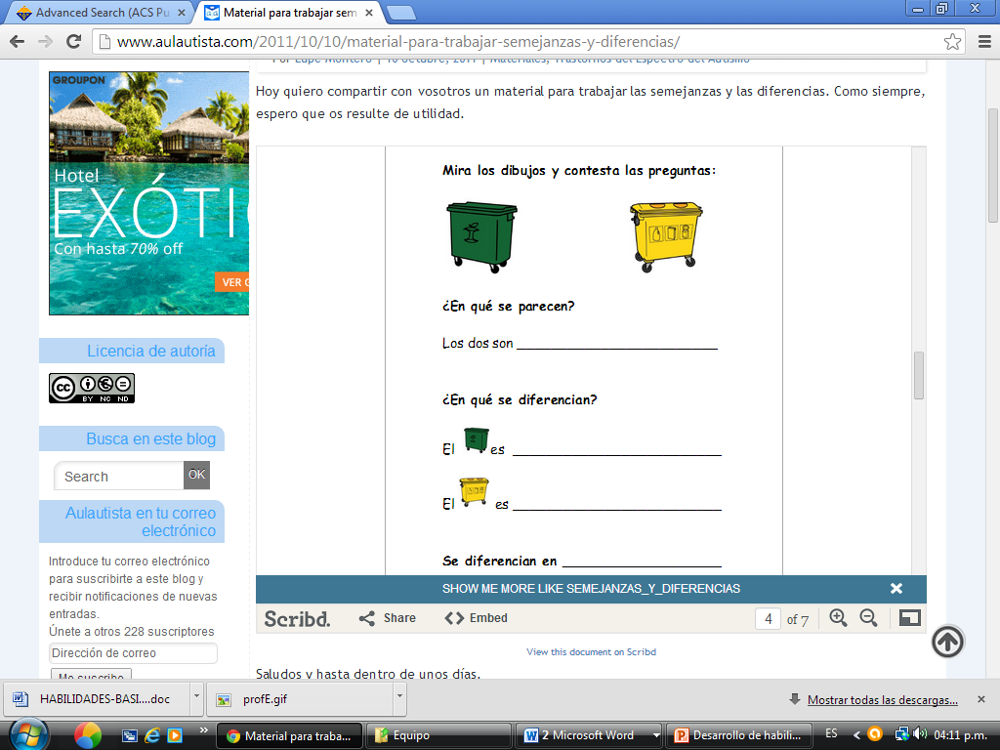 Advanced Search (ACS Pu
Material para trabajar sem
www.aulautista.com/2011/10/10/material-para-trabajar-semejanzas-y-diferencias/
Por Lupe Montero | 10 octubre, 2011 | Materiales, Trastornos del Espectro del Autismo
Hoy quiero compartir con vosotros un material para trabajar las semejanzas y las diferencias. Como siempre,
espero que os resulte de utilidad.
GROUPON
Hotel
EXÓTI
Con hasta 70% off
VER
Licencia de autoría
cc
BY NC ND
Busca en este blog
Search
OK
Aulautista en tu correo
electrónico
Introduce tu correo electrónico
para suscribirte a este blog y
recibir notificaciones de nuevas
entradas.
Únete a otros 228 suscriptores
Dirección de correo
Me suscribo
Mira los dibujos y contesta las preguntas:
¿En qué se parecen?
Los dos son ____________________
¿En qué se diferencian?
El es ____________________
El es ____________________
Se diferencian en ____________________
SHOW ME MORE LIKE SEMEJANZAS_Y_DIFERENCIAS
Scribd. Share Embed 4 of 7
View this document on Scribd
Saludos y hasta dentro de unos días.
HABILIDADES-BASI....doc
profE.gif
Mostrar todas las descargas...
Material para traba...
Equipo
2 Microsoft Word
Desarrollo de habili...
ES
04:11 p.m.